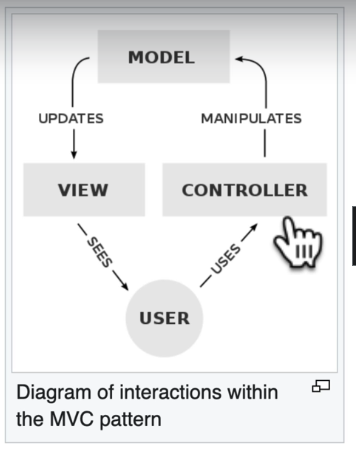 MODEL
UPDATES
MANIPULATES
VIEW
CONTROLLER
SEES
USES
USER
Diagram of interactions within
the MVC pattern